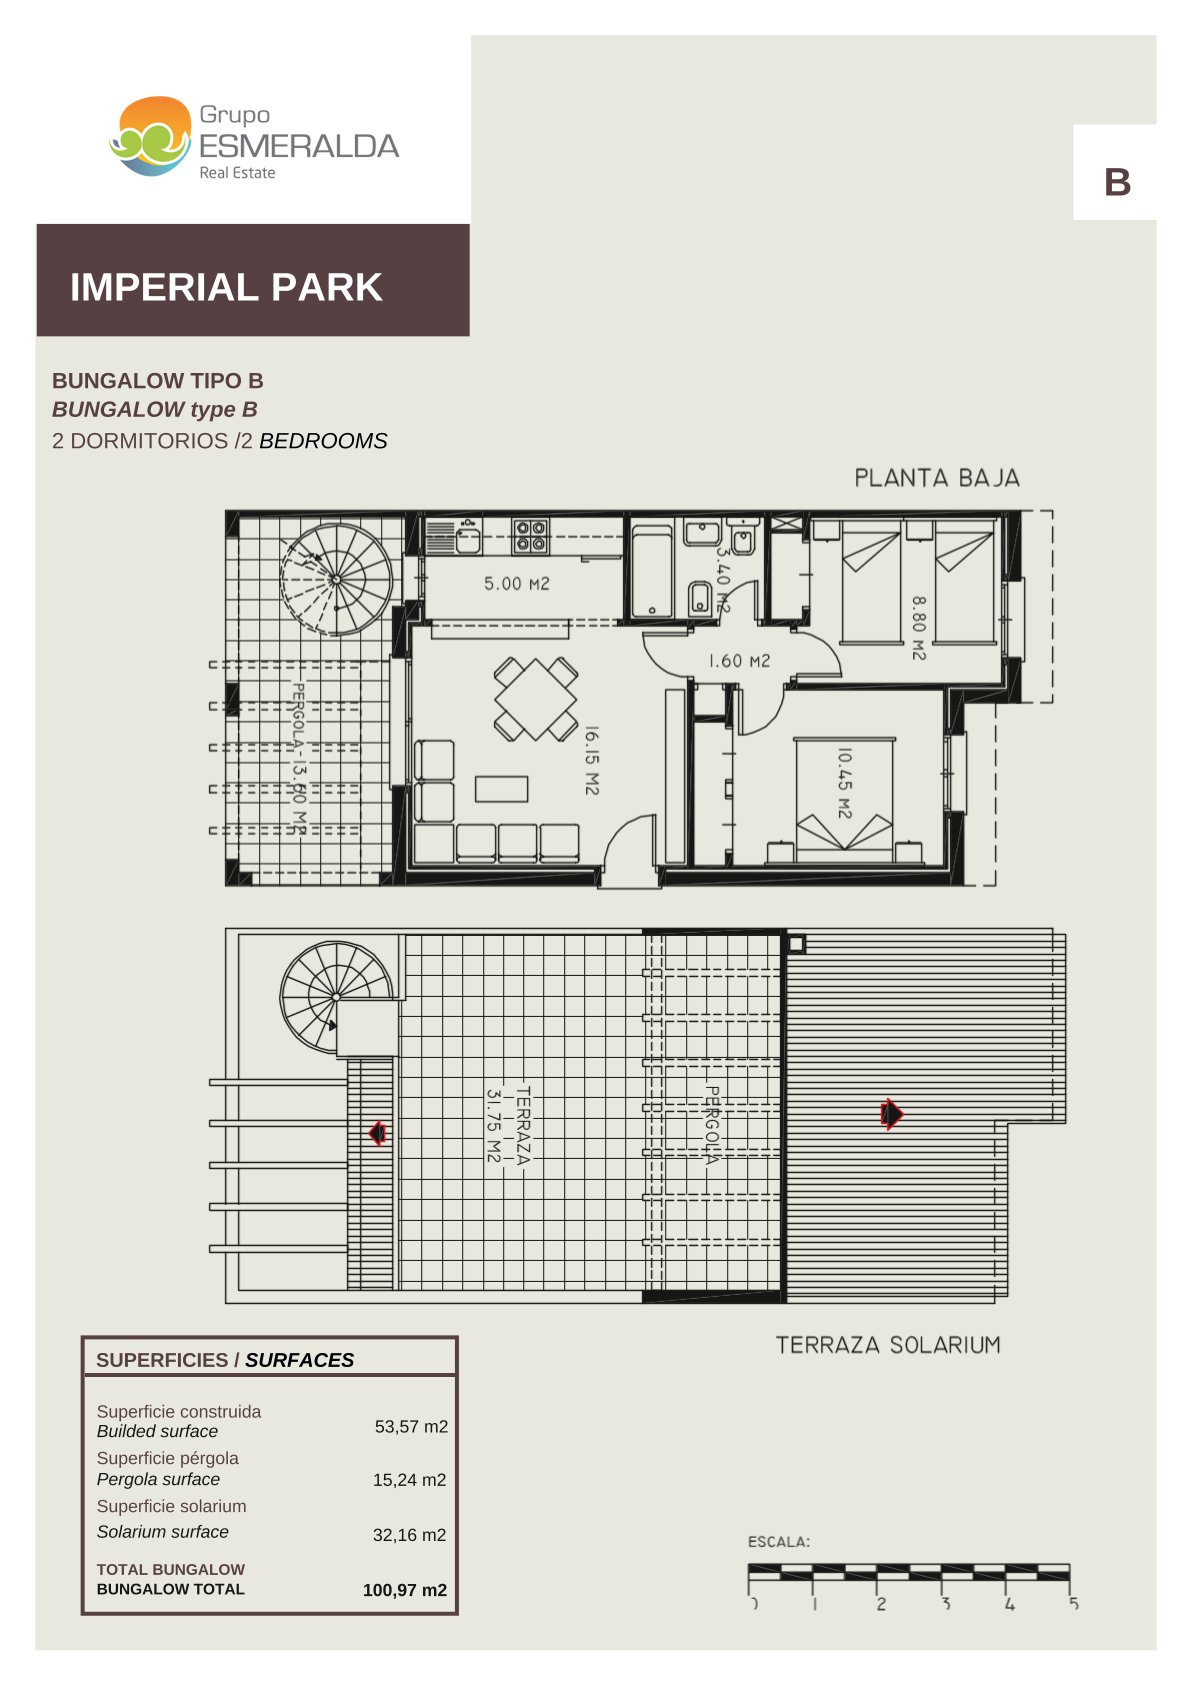 Grupo
ESMERALDA
Real Estate
B
IMPERIAL PARK
BUNGALOW TIPO B
BUNGALOW type B
2 DORMITORIOS /2 BEDROOMS
PLANTA BAJA
5.00 M2
3.40 M2
8.80 M2
1.60 M2
PERGOLA-13.60 M2
16.15 M2
10.45 M2
TERRAZA
31.75 M2
PERGOLA
TERRAZA SOLARIUM
SUPERFICIES / SURFACES
Superficie construida
Builded surface
53,57 m2
Superficie pérgola
Pergola surface
15,24 m2
Superficie solarium
Solarium surface
32,16 m2
TOTAL BUNGALOW
BUNGALOW TOTAL
100,97 m2
ESCALA:
0 1 2 3 4 5